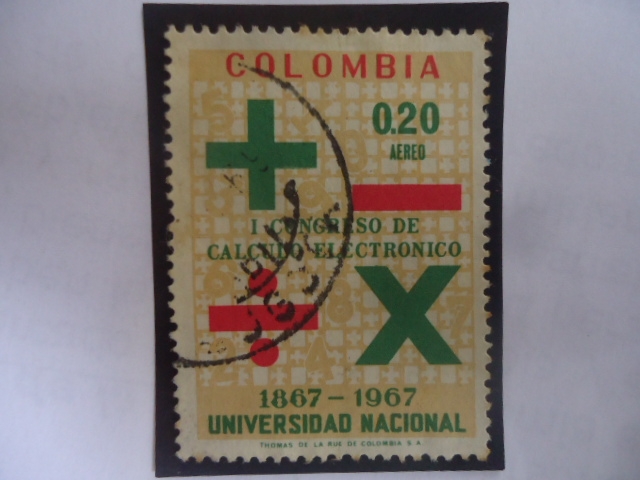 COLOMBIA
0.20
AEREO
I CONGRESO DE
CALCULO ELECTRONICO
1867 - 1967
UNIVERSIDAD NACIONAL
THOMAS DE LA RUE DE COLOMBIA S.A.